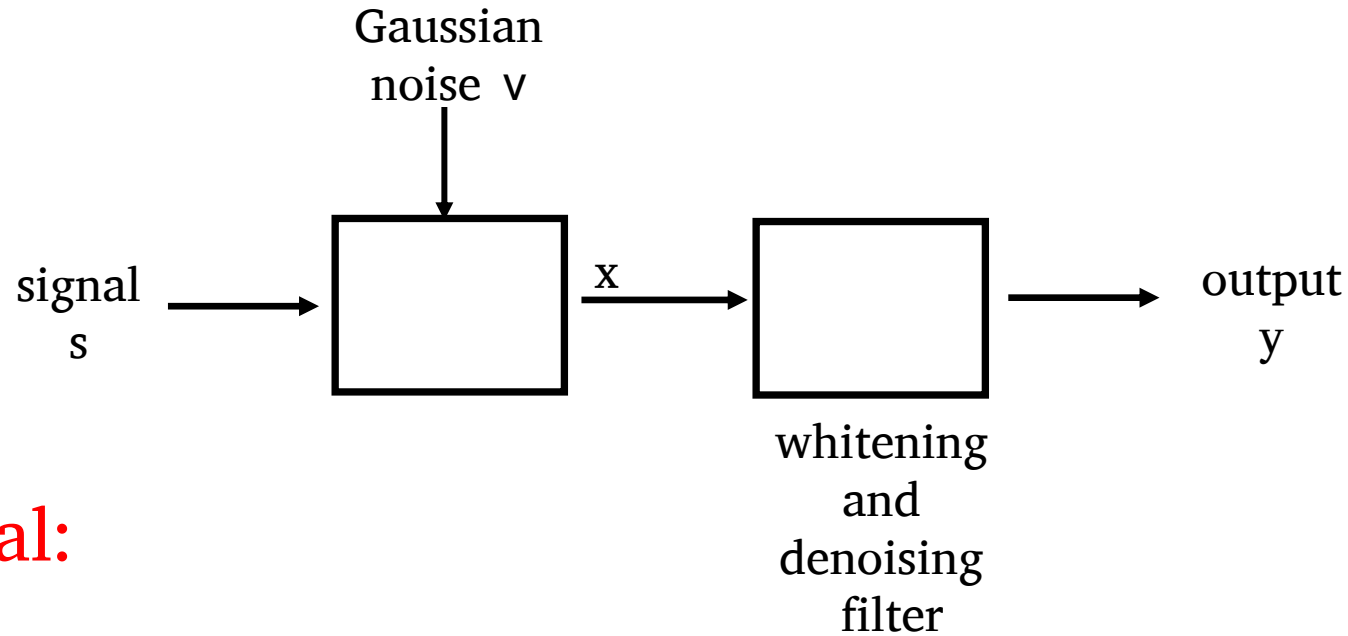 Gaussian
noise v
signal
s
x
output
y
whitening
and
denoising
filter
al: